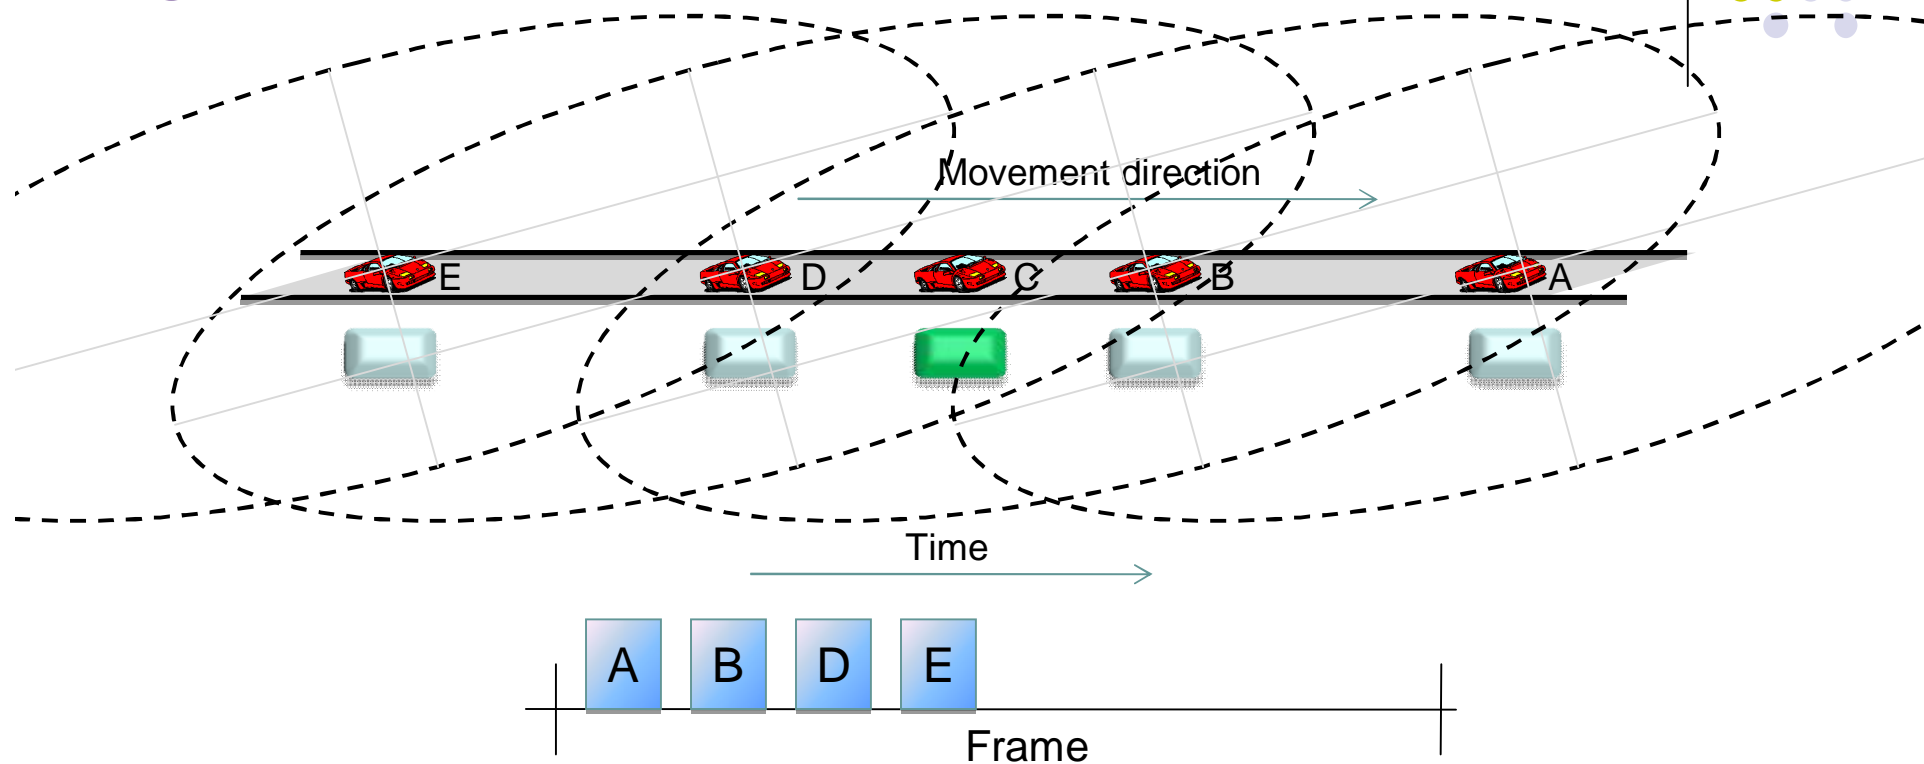 Movement direction
E D C B A
Time
A B D E
Frame